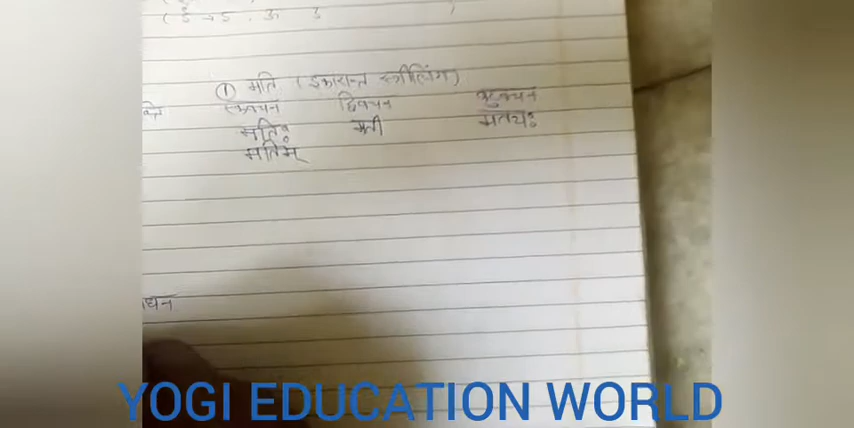 ① मति (इकारान्त स्त्रीलिंग)
एकवचन द्विवचन बहुवचन
मतिः मती मतयः
मतिम्
YOGI EDUCATION WORLD